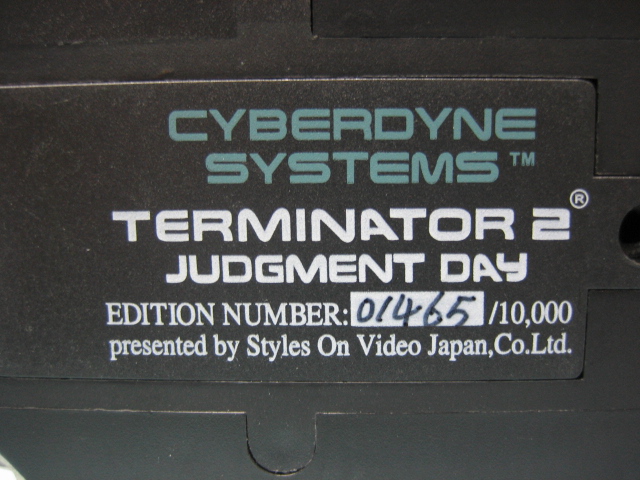 CYBERDYNE
SYSTEMS™
TERMINATOR 2®
JUDGMENT DAY
EDITION NUMBER: 01465 /10,000
presented by Styles On Video Japan,Co.Ltd.